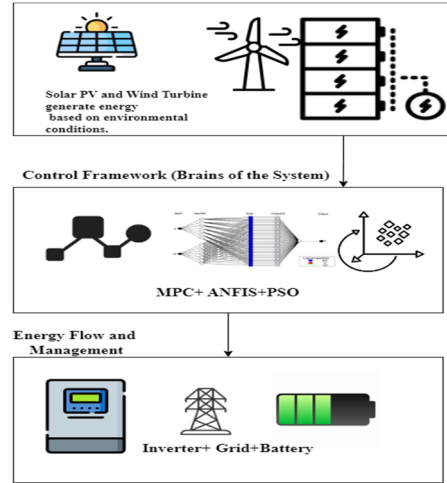 Solar PV and Wind Turbine
generate energy
based on environmental
conditions.
Control Framework (Brains of the System)
MPC+ ANFIS+PSO
Energy Flow and
Management
Inverter+ Grid+Battery